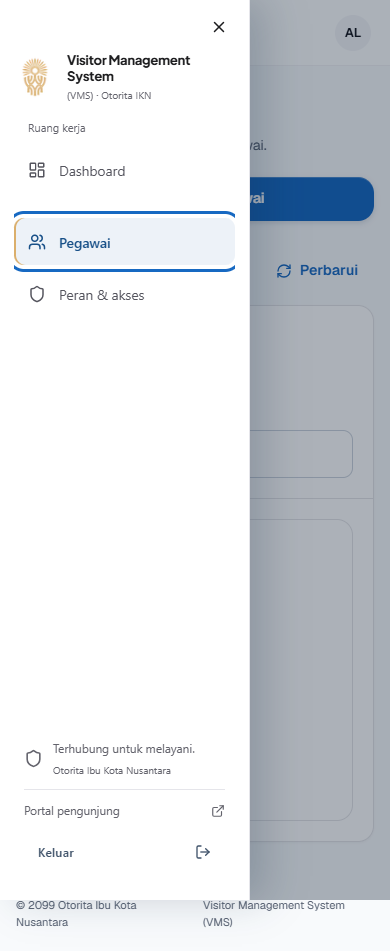 AL
Visitor Management
System
(VMS) · Otorita IKN
Ruang kerja
Dashboard
Pegawai
Peran & akses
Perbarui
Terhubung untuk melayani.
Otorita Ibu Kota Nusantara
Portal pengunjung
Keluar
© 2099 Otorita Ibu Kota
Nusantara
Visitor Management System
(VMS)